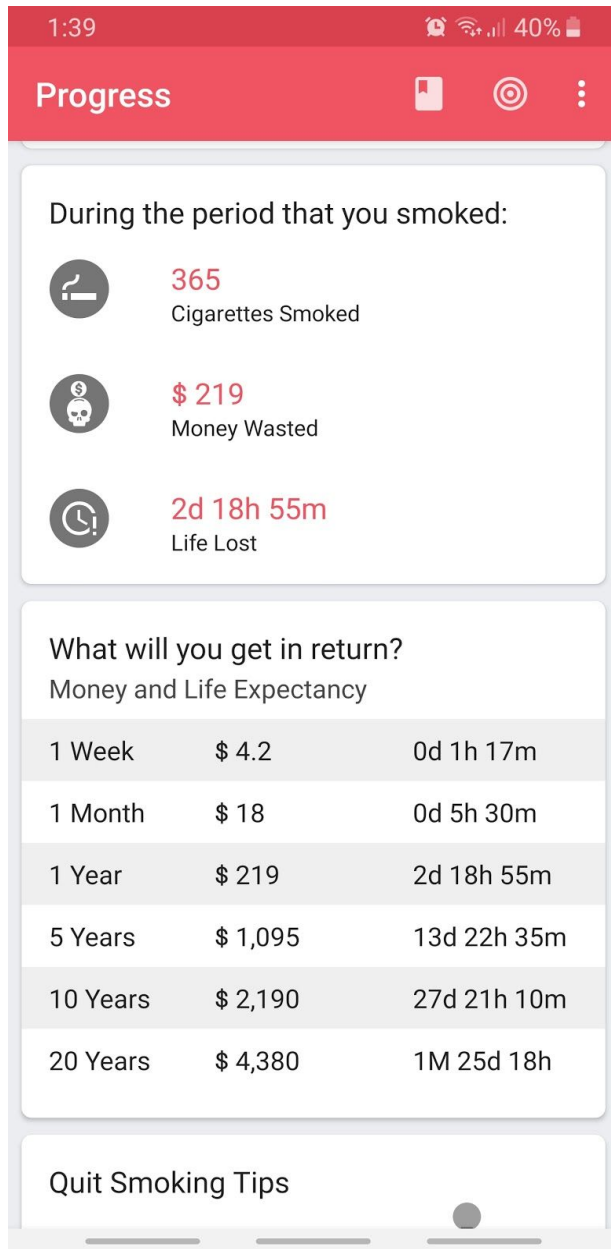 1:39 40%
Progress
During the period that you smoked:
365
Cigarettes Smoked
$
$ 219
Money Wasted
2d 18h 55m
Life Lost
What will you get in return?
Money and Life Expectancy
1 Week $ 4.2 0d 1h 17m
1 Month $ 18 0d 5h 30m
1 Year $ 219 2d 18h 55m
5 Years $ 1,095 13d 22h 35m
10 Years $ 2,190 27d 21h 10m
20 Years $ 4,380 1M 25d 18h
Quit Smoking Tips